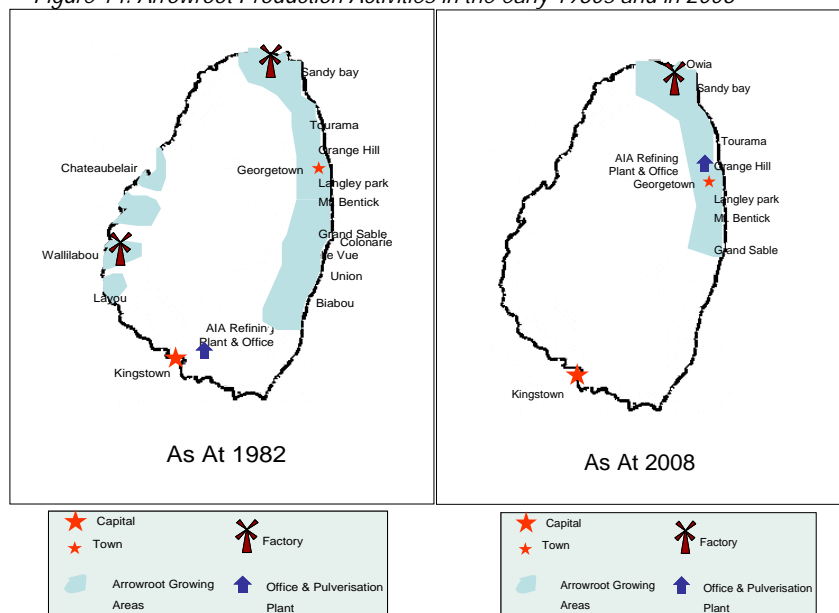 Figure 14: Arrowroot Production Activities in the early 1980s and in 2008
Sandy bay
Tourama
Orange Hill
Chateaubelair
Georgetown
Langley park
Mt. Bentick
Grand Sable
Colonarie
Wallilabou
Le Vue
Union
Layou
Biabou
AIA Refining
Plant & Office
Kingstown
As At 1982
Capital
Town
Factory
Arrowroot Growing
Areas
Office & Pulverisation
Plant
Owia
Sandy bay
Tourama
AIA Refining
Plant & Office
Orange Hill
Georgetown
Langley park
Mt. Bentick
Grand Sable
Kingstown
As At 2008
Capital
Town
Factory
Arrowroot Growing
Areas
Office & Pulverisation
Plant